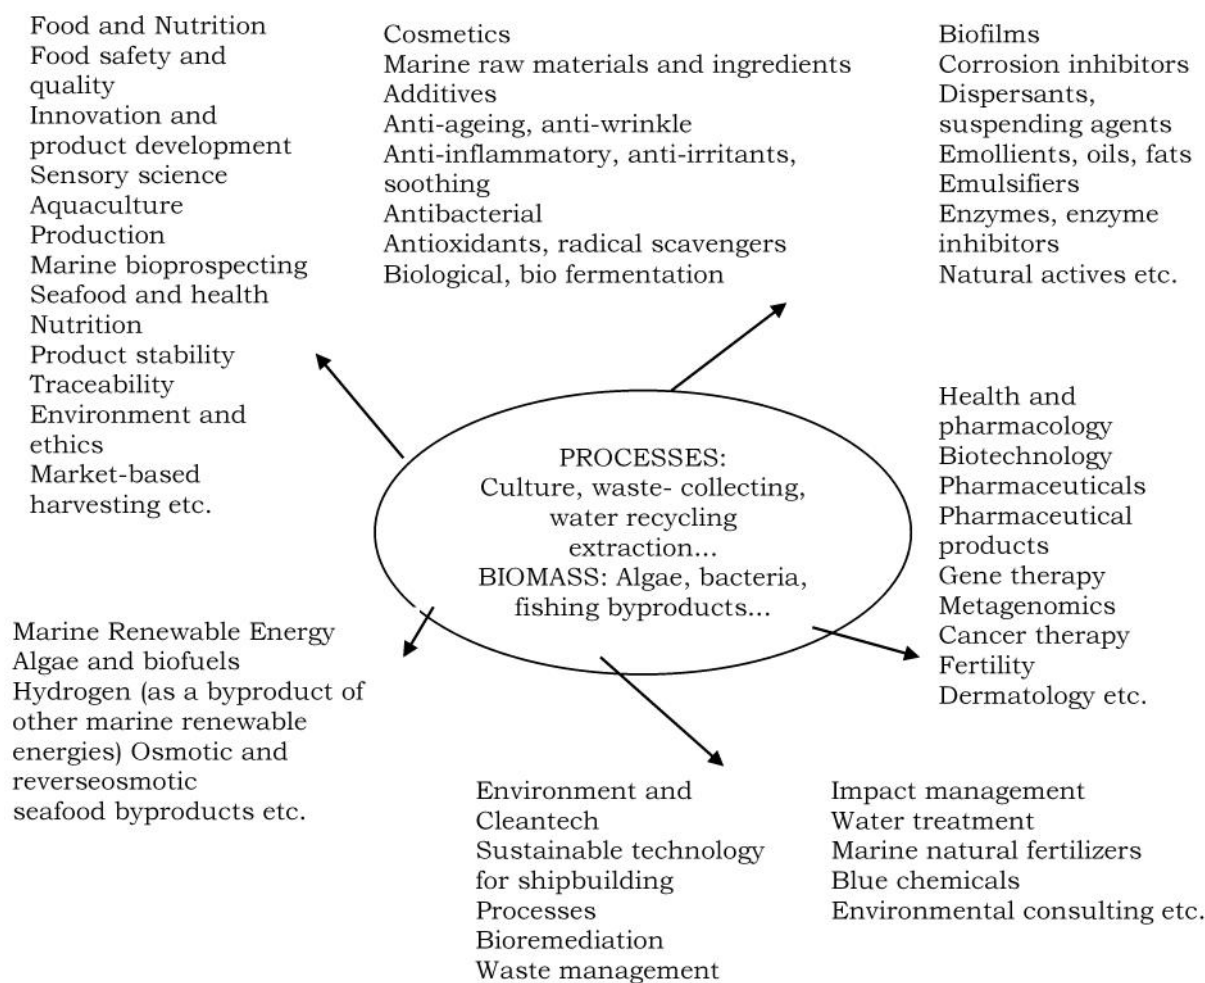 Food and Nutrition
Food safety and
quality
Innovation and
product development
Sensory science
Aquaculture
Production
Marine bioprospecting
Seafood and health
Nutrition
Product stability
Traceability
Environment and
ethics
Market-based
harvesting etc.
Cosmetics
Marine raw materials and ingredients
Additives
Anti-ageing, anti-wrinkle
Anti-inflammatory, anti-irritants,
soothing
Antibacterial
Antioxidants, radical scavengers
Biological, bio fermentation
Biofilms
Corrosion inhibitors
Dispersants,
suspending agents
Emollients, oils, fats
Emulsifiers
Enzymes, enzyme
inhibitors
Natural actives etc.
PROCESSES:
Culture, waste- collecting,
water recycling
extraction...
BIOMASS: Algae, bacteria,
fishing byproducts...
Health and
pharmacology
Biotechnology
Pharmaceuticals
Pharmaceutical
products
Gene therapy
Metagenomics
Cancer therapy
Fertility
Dermatology etc.
Marine Renewable Energy
Algae and biofuels
Hydrogen (as a byproduct of
other marine renewable
energies) Osmotic and
reverseosmotic
seafood byproducts etc.
Environment and
Cleantech
Sustainable technology
for shipbuilding
Processes
Bioremediation
Waste management
Impact management
Water treatment
Marine natural fertilizers
Blue chemicals
Environmental consulting etc.